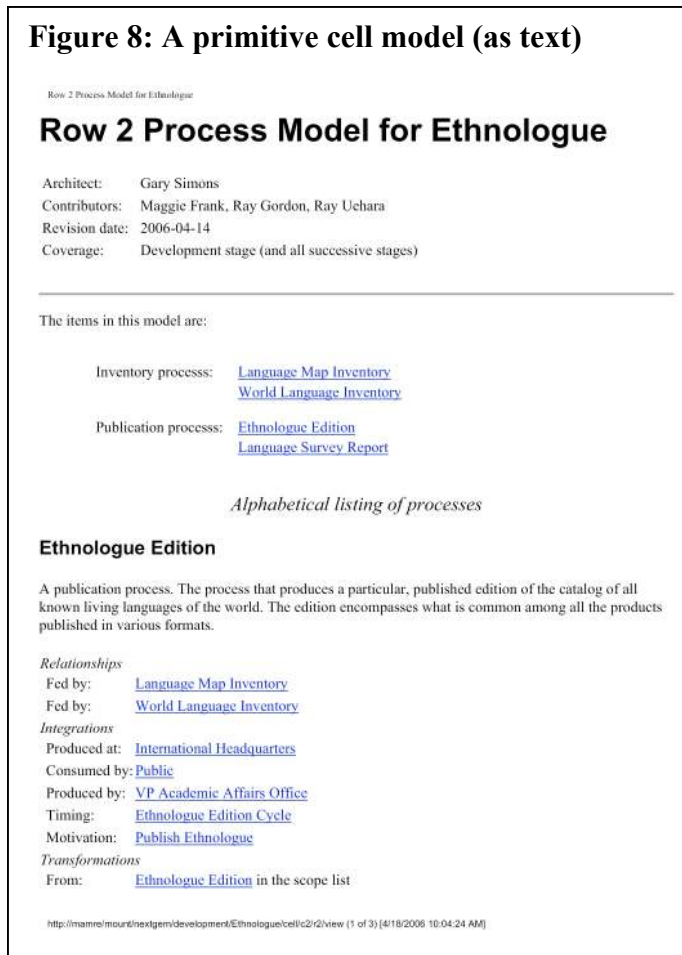 Figure 8: A primitive cell model (as text)
Row 2 Process Model for Ethnologue
Row 2 Process Model for Ethnologue
Architect: Gary Simons
Contributors: Maggie Frank, Ray Gordon, Ray Uehara
Revision date: 2006-04-14
Coverage: Development stage (and all successive stages)
The items in this model are:
Inventory processs: Language Map Inventory
World Language Inventory
Publication processs: Ethnologue Edition
Language Survey Report
Alphabetical listing of processes
Ethnologue Edition
A publication process. The process that produces a particular, published edition of the catalog of all
known living languages of the world. The edition encompasses what is common among all the products
published in various formats.
Relationships
Fed by: Language Map Inventory
Fed by: World Language Inventory
Integrations
Produced at: International Headquarters
Consumed by: Public
Produced by: VP Academic Affairs Office
Timing: Ethnologue Edition Cycle
Motivation: Publish Ethnologue
Transformations
From: Ethnologue Edition in the scope list
http://mamre/mount/nextgem/development/Ethnologue/cell/c2/r2/view (1 of 3) [4/18/2006 10:04:24 AM]